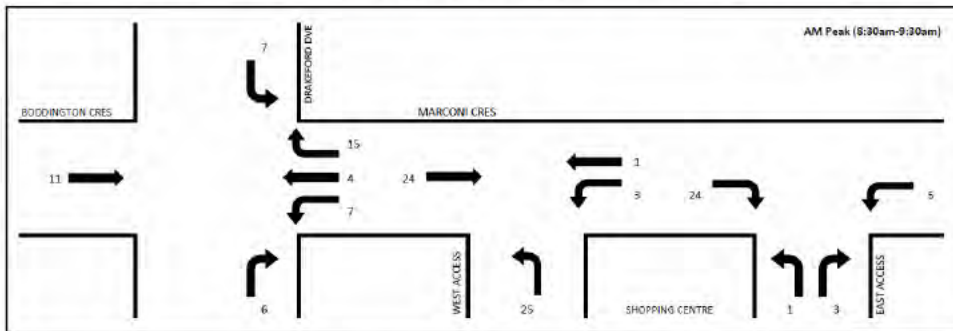 AM Peak (8:30am-9:30am)
7
DRAKEFORD DVE
BODDINGTON CRES
MARCONI CRES
15
11
4
24
1
7
3
24
5
WEST ACCESS
6
25
SHOPPING CENTRE
1
3
EAST ACCESS